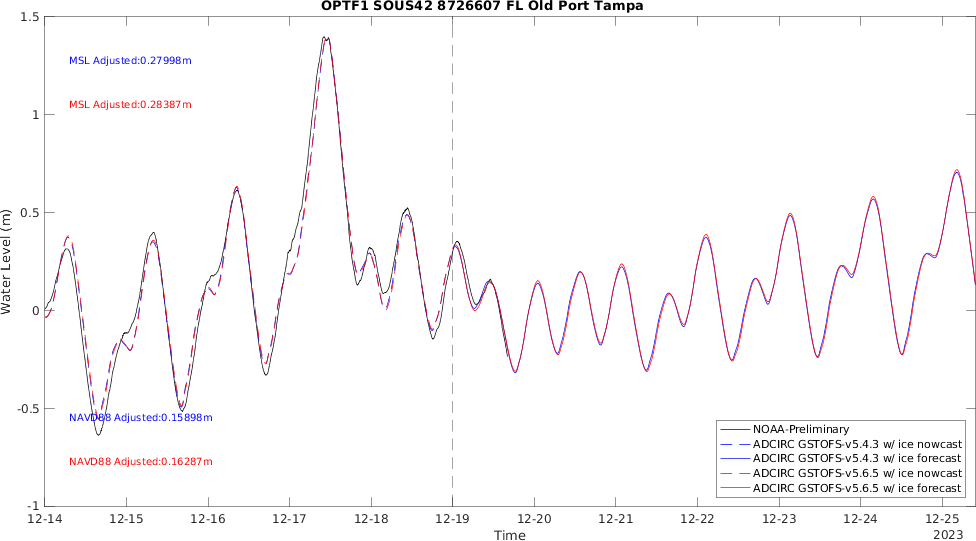 OPTF1 SOUS42 8726607 FL Old Port Tampa
Water Level (m)
1.5
1
0.5
0
-0.5
-1
MSL Adjusted:0.27998m
MSL Adjusted:0.28387m
NAVD88 Adjusted:0.15898m
NAVD88 Adjusted:0.16287m
NOAA-Preliminary
ADCIRC GSTOFS-v5.4.3 w/ ice nowcast
ADCIRC GSTOFS-v5.4.3 w/ ice forecast
ADCIRC GSTOFS-v5.6.5 w/ ice nowcast
ADCIRC GSTOFS-v5.6.5 w/ ice forecast
12-14 12-15 12-16 12-17 12-18 12-19 12-20 12-21 12-22 12-23 12-24 12-25
Time
2023